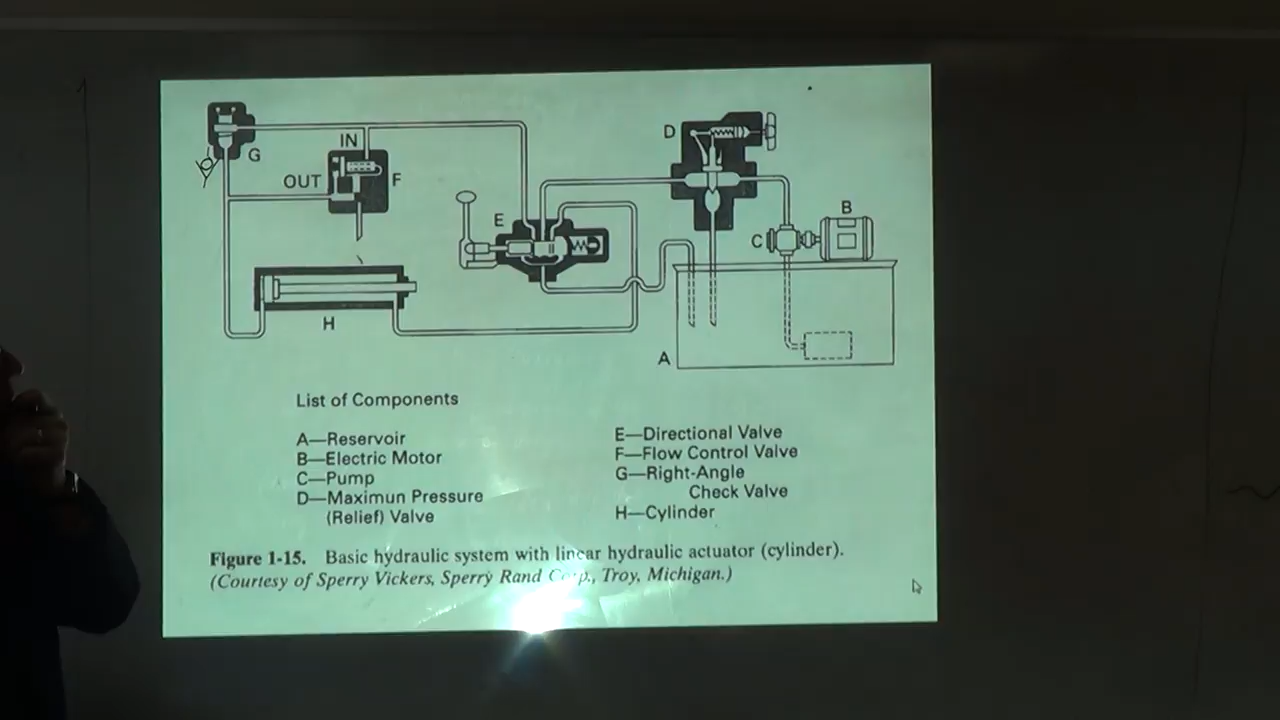 G
IN
OUT
F
E
D
B
C
H
A
List of Components
A—Reservoir
B—Electric Motor
C—Pump
D—Maximun Pressure
(Relief) Valve
E—Directional Valve
F—Flow Control Valve
G—Right-Angle
Check Valve
H—Cylinder
Figure 1-15. Basic hydraulic system with linear hydraulic actuator (cylinder).
(Courtesy of Sperry Vickers, Sperry Rand Corp., Troy, Michigan.)